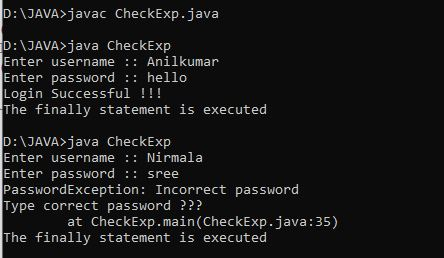 D:\JAVA>javac CheckExp.java
D:\JAVA>java CheckExp
Enter username :: Anilkumar
Enter password :: hello
Login Successful !!!
The finally statement is executed
D:\JAVA>java CheckExp
Enter username :: Nirmala
Enter password :: sree
PasswordException: Incorrect password
Type correct password ???
        at CheckExp.main(CheckExp.java:35)
The finally statement is executed